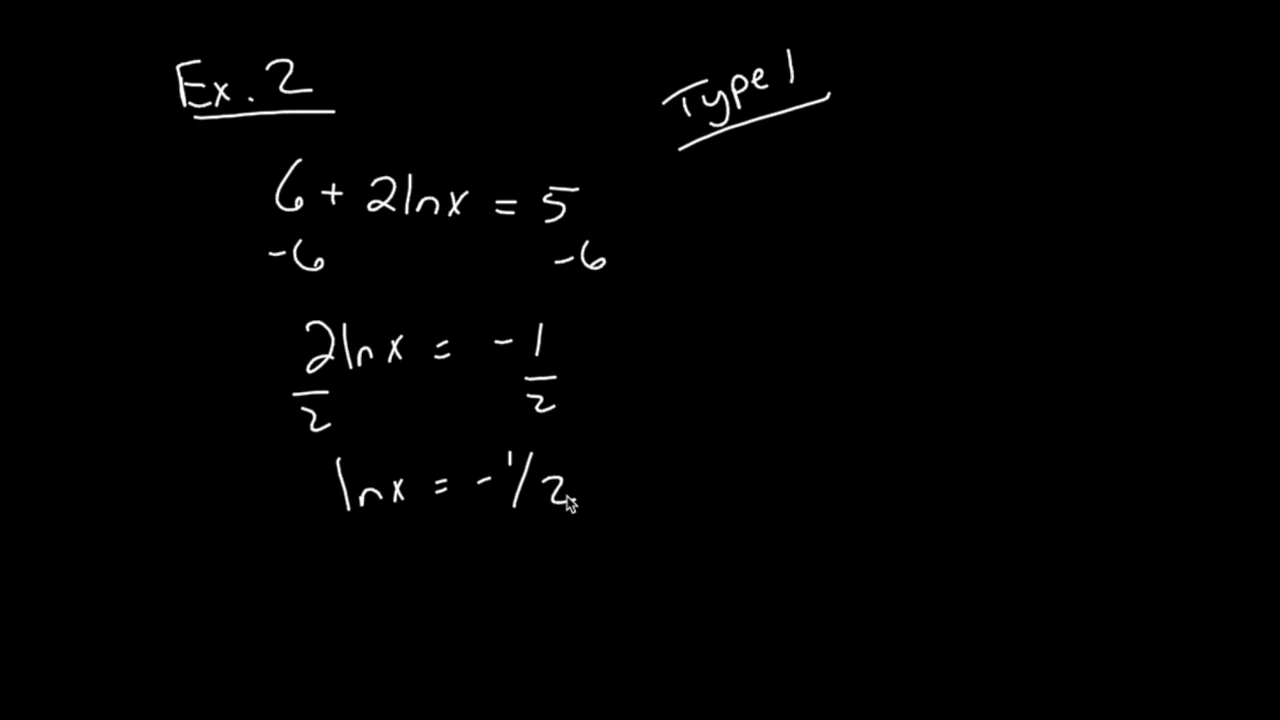 Ex. 2
Type 1
6 + 2lnx = 5
-6 -6
2lnx = -1
2 2
lnx = - 1/2